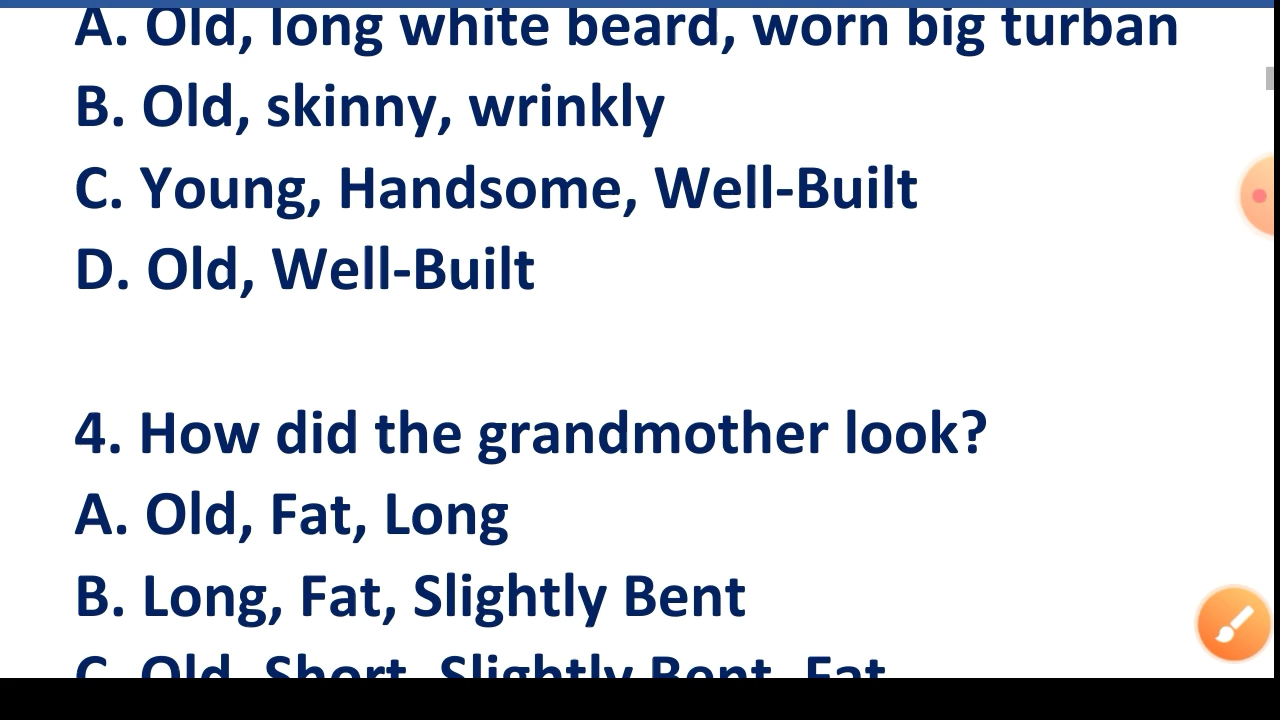 A. Old, long white beard, worn big turban
B. Old, skinny, wrinkly
C. Young, Handsome, Well-Built
D. Old, Well-Built
4. How did the grandmother look?
A. Old, Fat, Long
B. Long, Fat, Slightly Bent
C. Old, Short, Slightly Bent, Fat